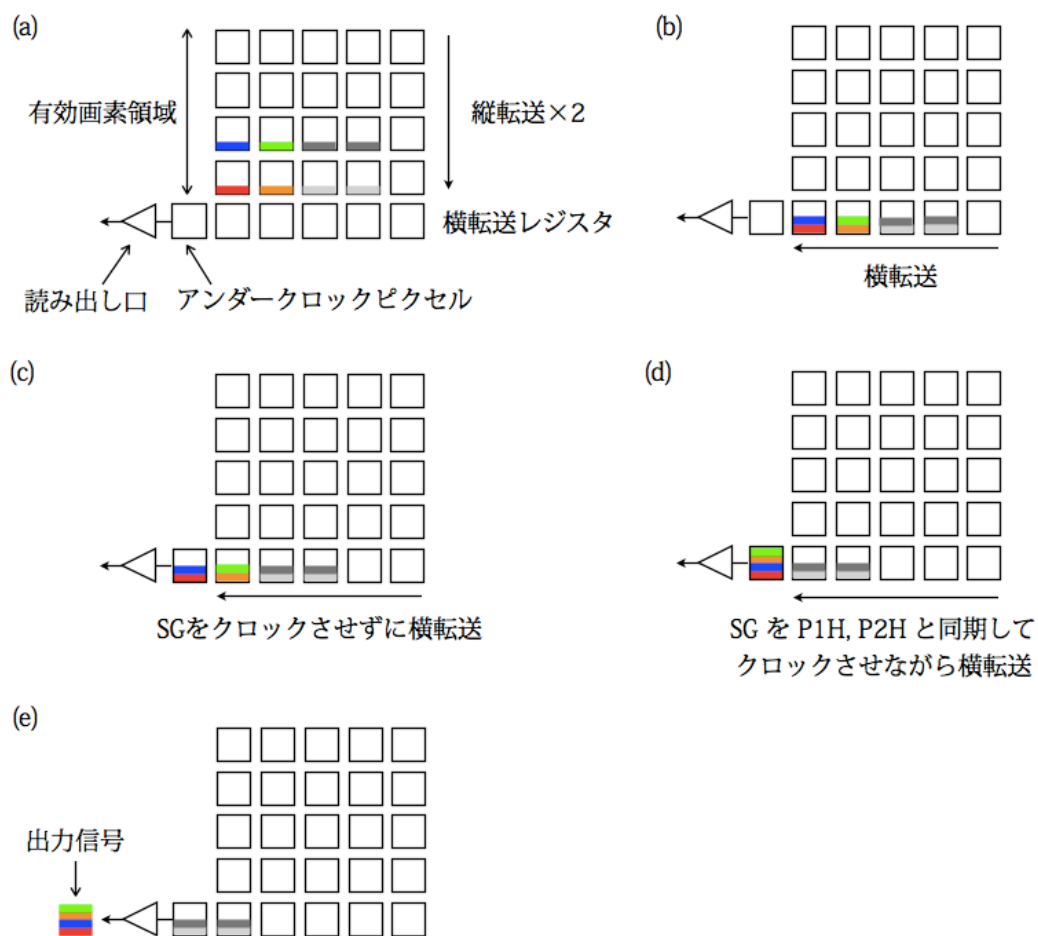 (a)
有効画素領域
縦転送×2
横転送レジスタ
読み出し口
アンダークロックピクセル
(b)
横転送
(c)
SGをクロックさせずに横転送
(d)
SG を P1H, P2H と同期して
クロックさせながら横転送
(e)
出力信号